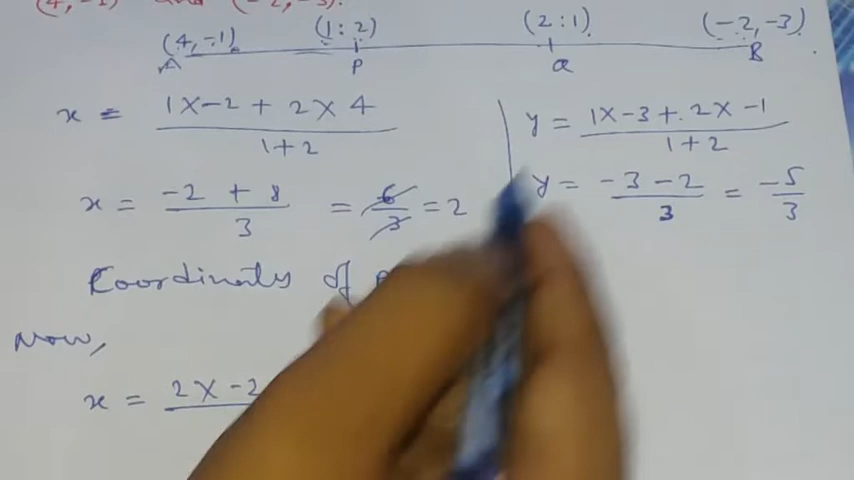 (4, -1) and (-2, -3).
(4, -1) (1:2) (2:1) (-2, -3)
A P Q B
x = 1×-2 + 2×4 / 1+2
y = 1×-3 + 2×-1 / 1+2
x = -2 + 8 / 3 = 6/3 = 2
y = -3 - 2 / 3 = -5/3
Coordinats of
Now,
x = 2×-2